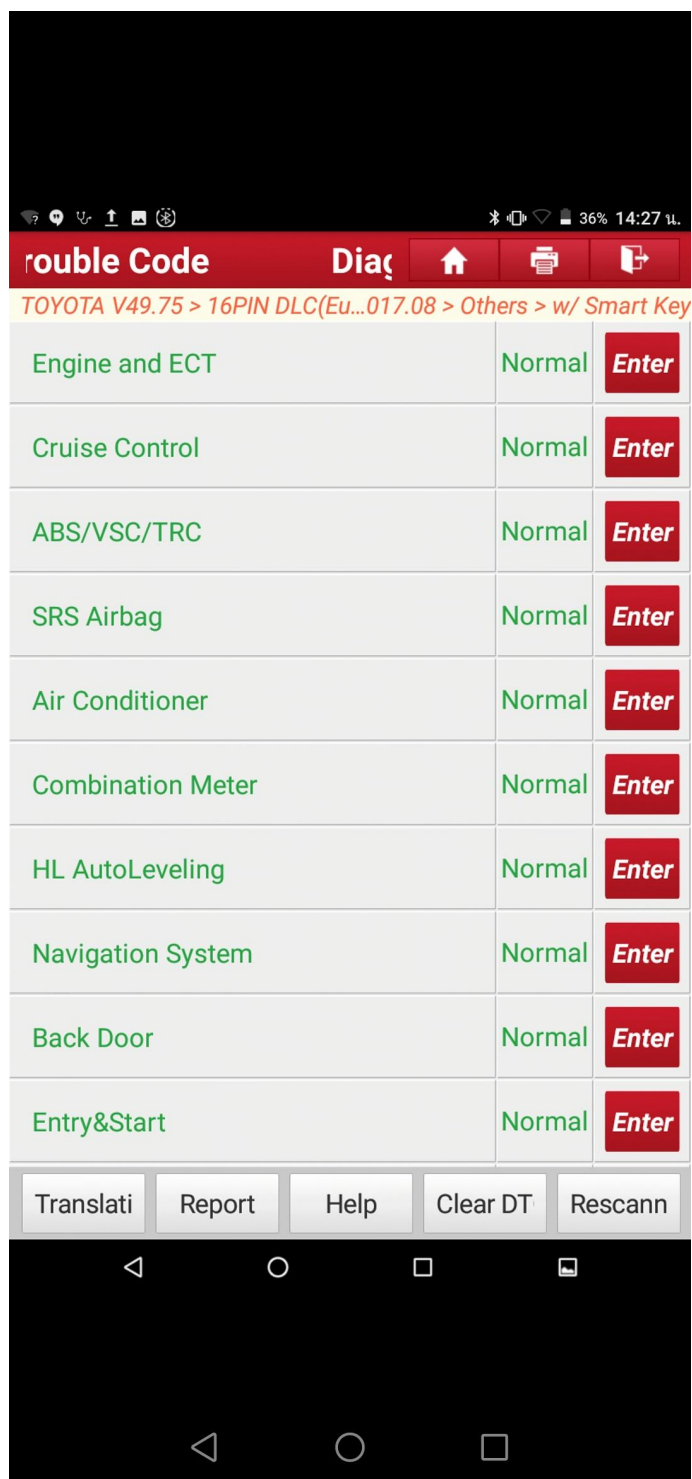 36% 14:27 น.
rouble Code Diag
TOYOTA V49.75 > 16PIN DLC(Eu...017.08 > Others > w/ Smart Key
Engine and ECT Normal Enter
Cruise Control Normal Enter
ABS/VSC/TRC Normal Enter
SRS Airbag Normal Enter
Air Conditioner Normal Enter
Combination Meter Normal Enter
HL AutoLeveling Normal Enter
Navigation System Normal Enter
Back Door Normal Enter
Entry&Start Normal Enter
Translati Report Help Clear DT Rescann